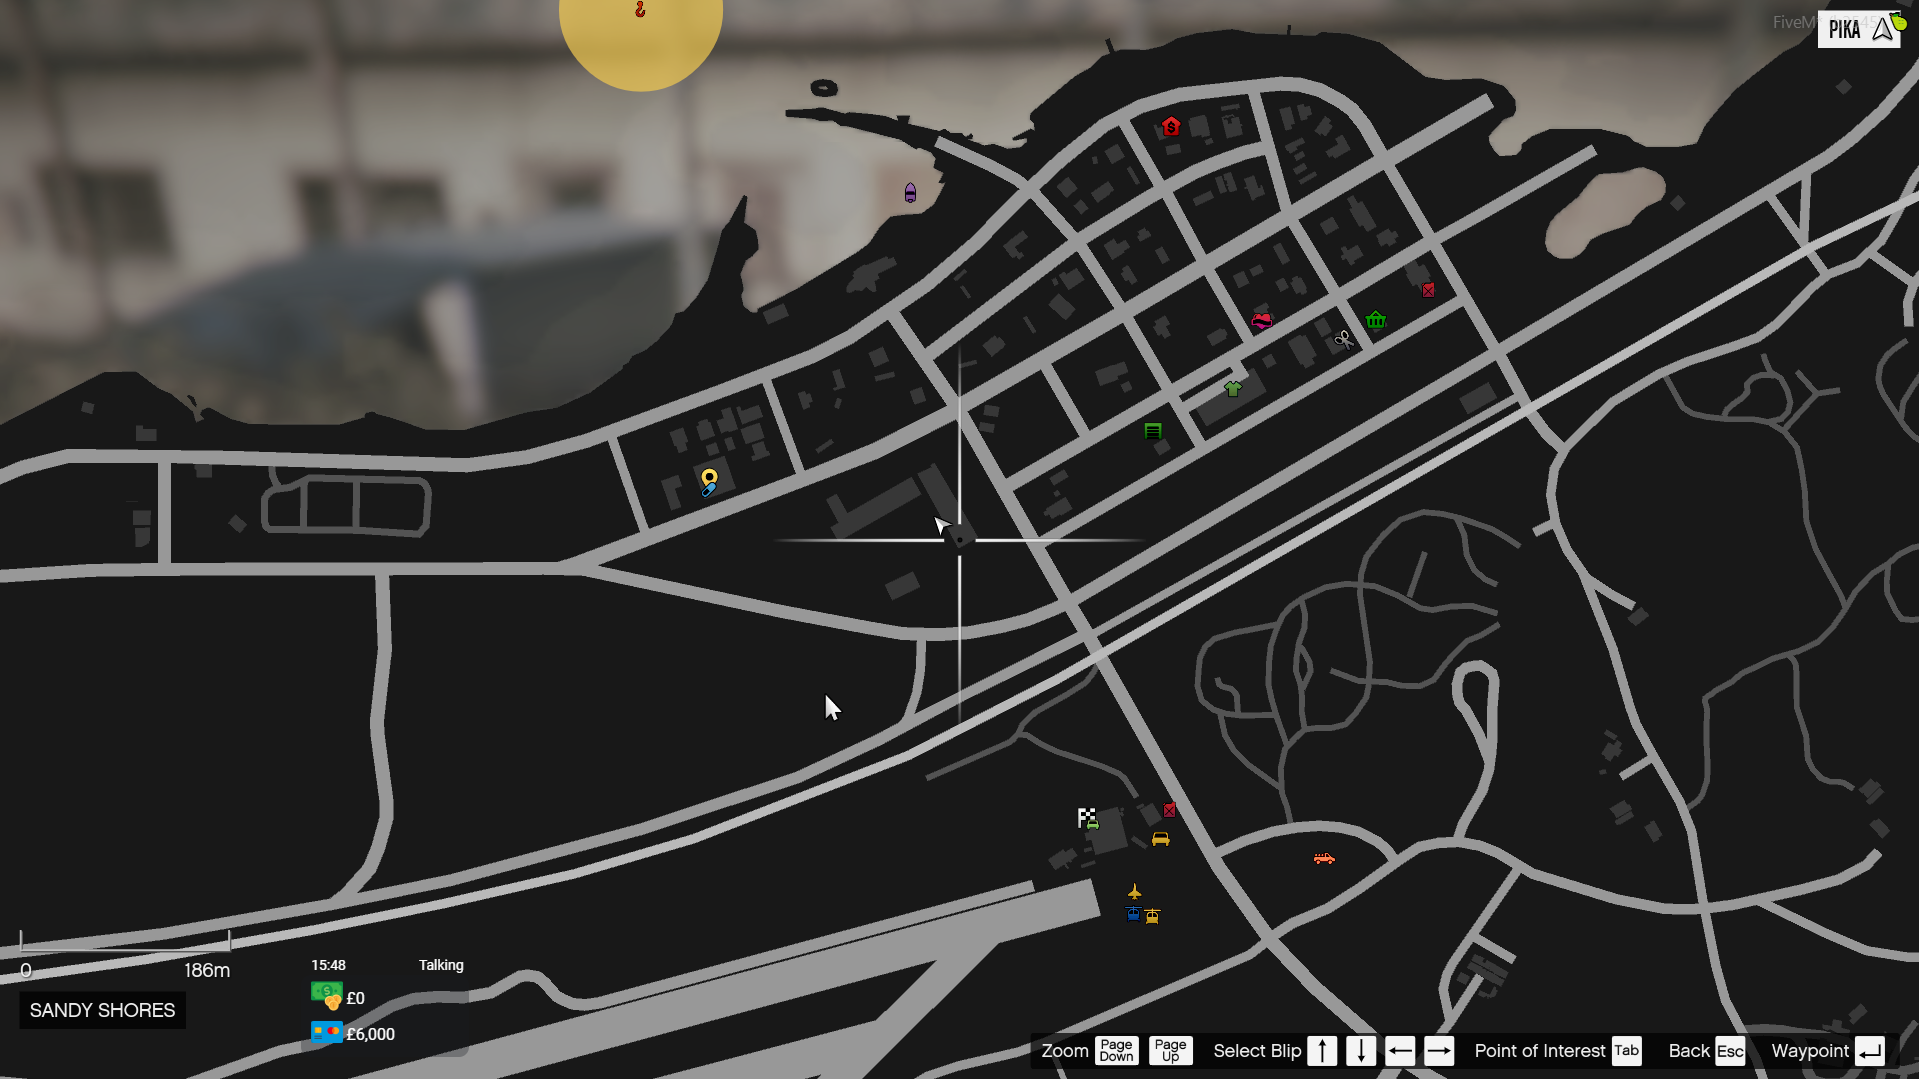 FiveM
PIKA
0 186m
SANDY SHORES
15:48 Talking
£0
£6,000
Zoom Page Down Page Up Select Blip ↑ ↓ ← → Point of Interest Tab Back Esc Waypoint